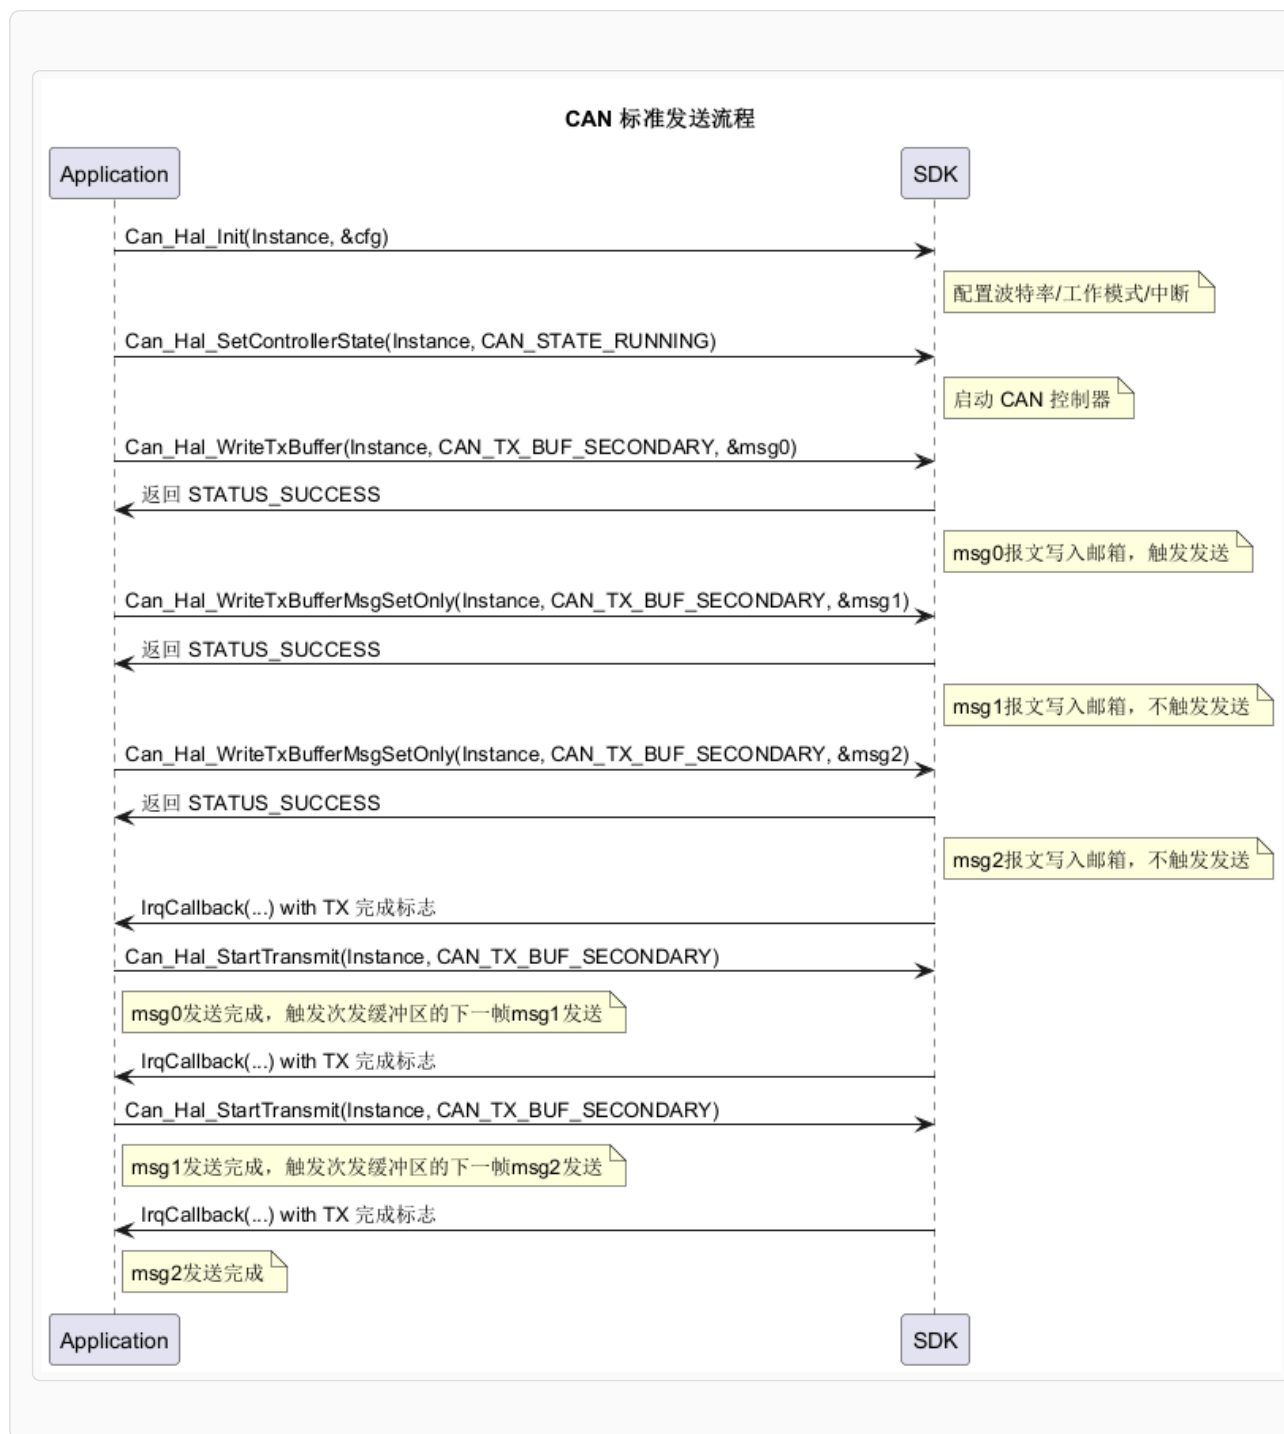 CAN 标准发送流程
Application
SDK
Can_Hal_Init(Instance, &cfg)
配置波特率/工作模式/中断
Can_Hal_SetControllerState(Instance, CAN_STATE_RUNNING)
启动 CAN 控制器
Can_Hal_WriteTxBuffer(Instance, CAN_TX_BUF_SECONDARY, &msg0)
返回 STATUS_SUCCESS
msg0报文写入邮箱，触发发送
Can_Hal_WriteTxBufferMsgSetOnly(Instance, CAN_TX_BUF_SECONDARY, &msg1)
返回 STATUS_SUCCESS
msg1报文写入邮箱，不触发发送
Can_Hal_WriteTxBufferMsgSetOnly(Instance, CAN_TX_BUF_SECONDARY, &msg2)
返回 STATUS_SUCCESS
msg2报文写入邮箱，不触发发送
IrqCallback(...) with TX 完成标志
Can_Hal_StartTransmit(Instance, CAN_TX_BUF_SECONDARY)
msg0发送完成，触发次发缓冲区的下一帧msg1发送
IrqCallback(...) with TX 完成标志
Can_Hal_StartTransmit(Instance, CAN_TX_BUF_SECONDARY)
msg1发送完成，触发次发缓冲区的下一帧msg2发送
IrqCallback(...) with TX 完成标志
msg2发送完成
Application
SDK